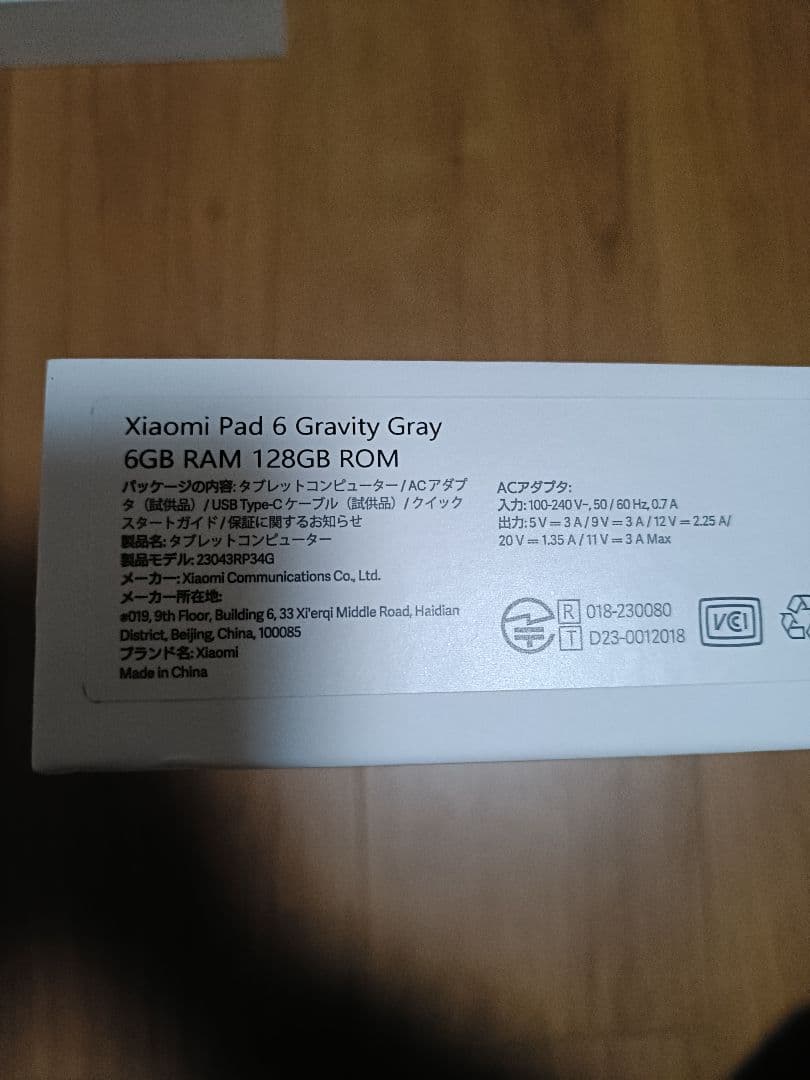 Xiaomi Pad 6 Gravity Gray
6GB RAM 128GB ROM
パッケージの内容: タブレットコンピューター / ACアダプ
タ（試供品）/ USB Type-C ケーブル（試供品）/ クイック
スタートガイド / 保証に関するお知らせ
製品名: タブレットコンピューター
製品モデル: 23043RP34G
メーカー: Xiaomi Communications Co., Ltd.
メーカー所在地:
#019, 9th Floor, Building 6, 33 Xi'erqi Middle Road, Haidian
District, Beijing, China, 100085
ブランド名: Xiaomi
Made in China
ACアダプタ:
入力: 100-240 V~, 50 / 60 Hz, 0.7 A
出力: 5 V ⎓ 3 A / 9 V ⎓ 3 A / 12 V ⎓ 2.25 A/
20 V ⎓ 1.35 A / 11 V ⎓ 3 A Max
R 018-230080
T D23-0012018
VCI